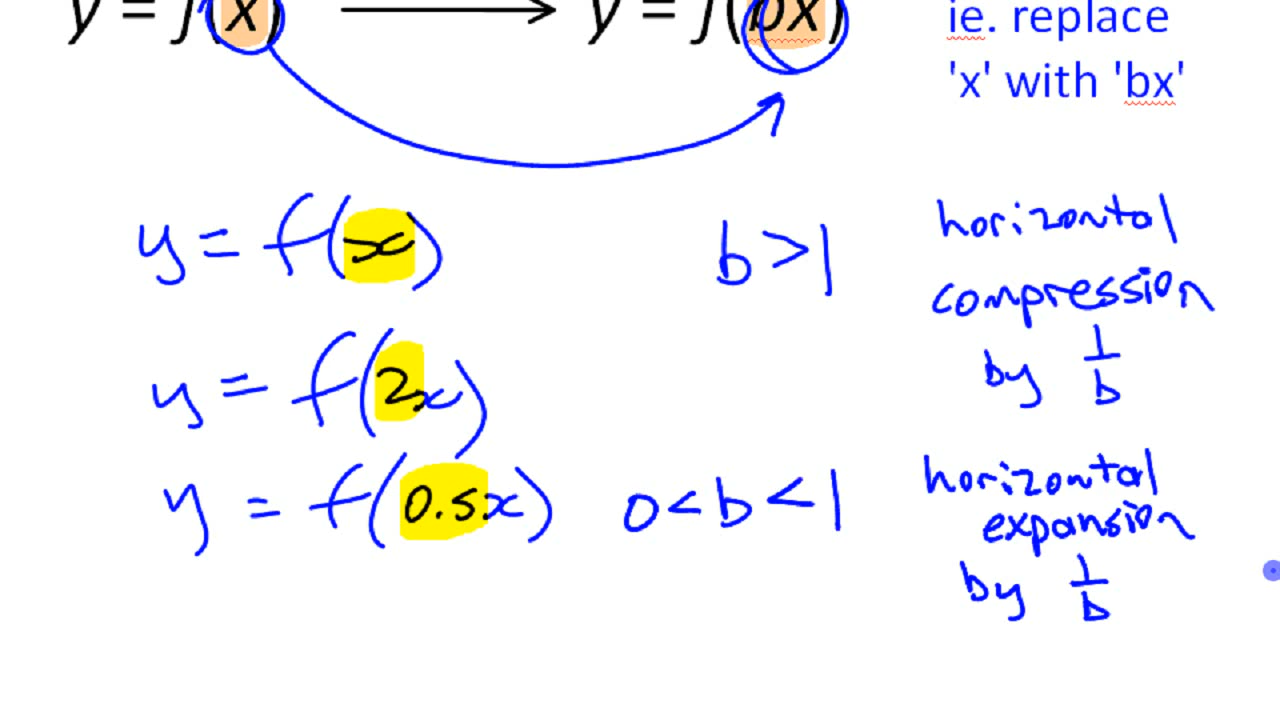 y = f(x) → y = f(bx)
ie. replace
'x' with 'bx'
y = f(x)
b > 1
horizontal
compression
by 1/b
y = f(2x)
y = f(0.5x)
0 < b < 1
horizontal
expansion
by 1/b